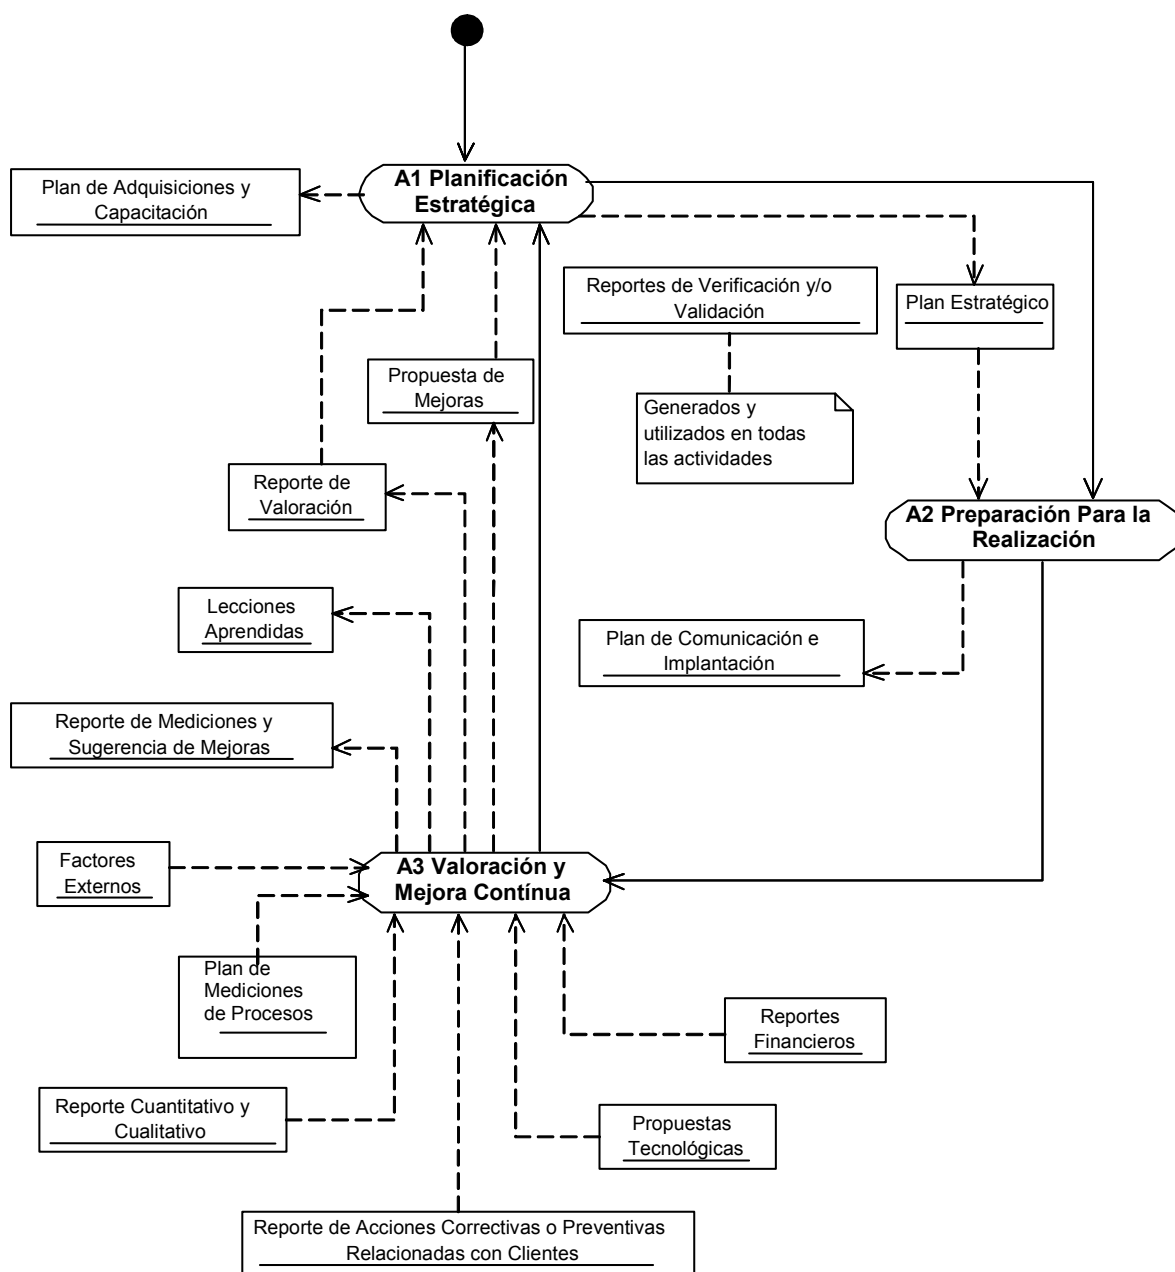 A1 Planificación
Estratégica
Plan de Adquisiciones y
Capacitación
Reportes de Verificación y/o
Validación
Plan Estratégico
Propuesta de
Mejoras
Generados y
utilizados en todas
las actividades
Reporte de
Valoración
A2 Preparación Para la
Realización
Lecciones
Aprendidas
Plan de Comunicación e
Implantación
Reporte de Mediciones y
Sugerencia de Mejoras
Factores
Externos
A3 Valoración y
Mejora Contínua
Plan de
Mediciones
de Procesos
Reportes
Financieros
Reporte Cuantitativo y
Cualitativo
Propuestas
Tecnológicas
Reporte de Acciones Correctivas o Preventivas
Relacionadas con Clientes